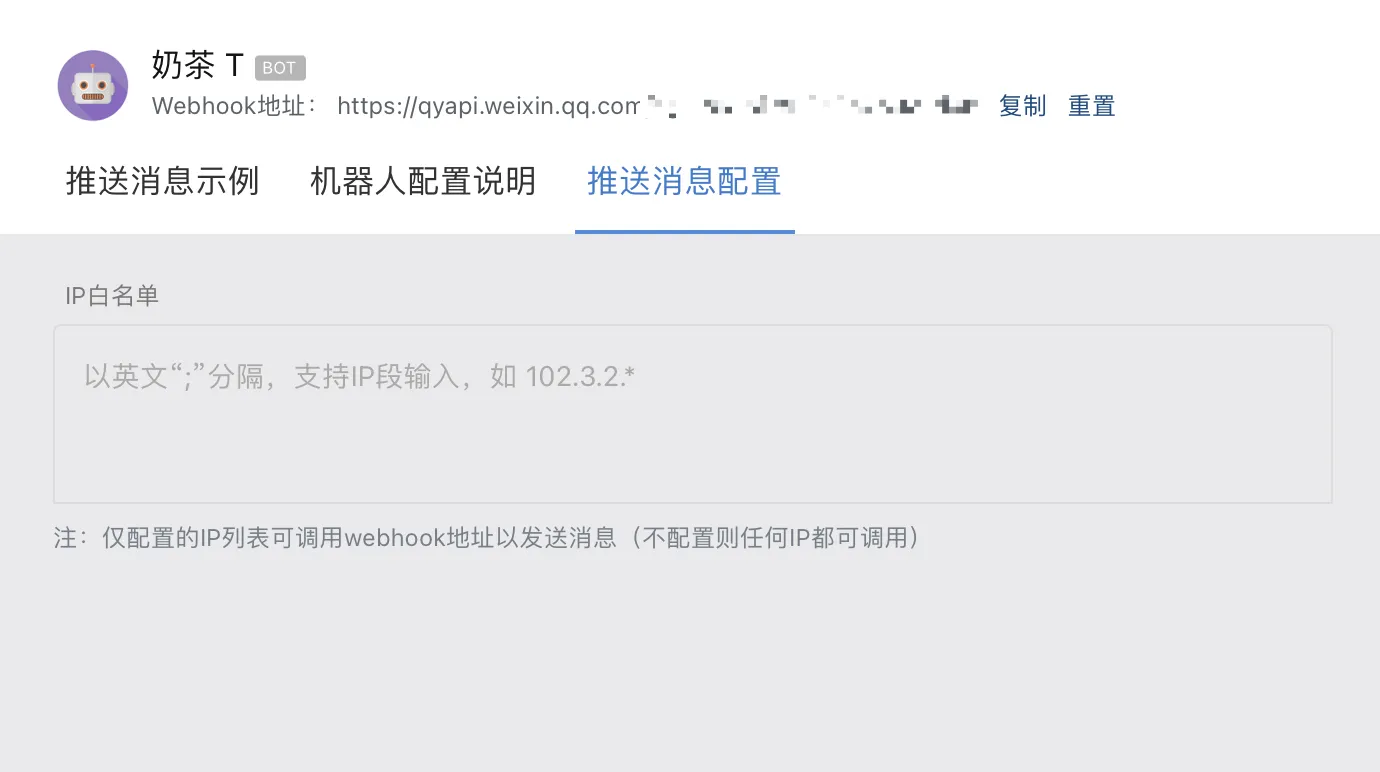 奶茶 T BOT
Webhook地址： https://qyapi.weixin.qq.com 复制 重置
推送消息示例 机器人配置说明 推送消息配置
IP白名单
以英文“;”分隔，支持IP段输入，如 102.3.2.*
注：仅配置的IP列表可调用webhook地址以发送消息（不配置则任何IP都可调用）